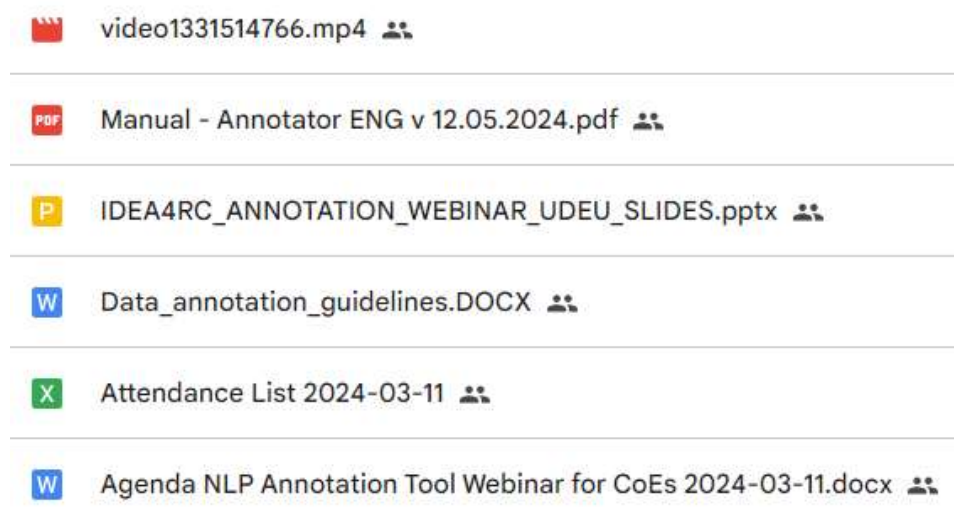 video1331514766.mp4
PDF Manual - Annotator ENG v 12.05.2024.pdf
P IDEA4RC_ANNOTATION_WEBINAR_UDEU_SLIDES.pptx
W Data_annotation_guidelines.DOCX
X Attendance List 2024-03-11
W Agenda NLP Annotation Tool Webinar for CoEs 2024-03-11.docx